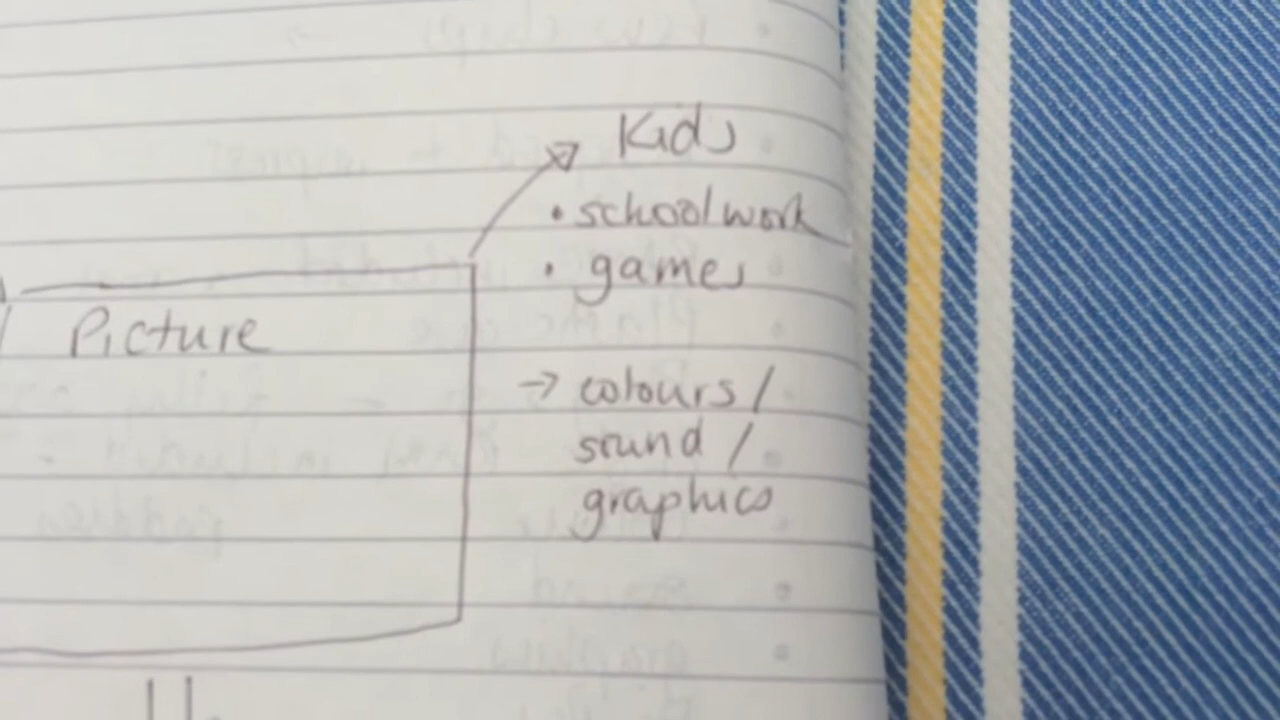 Kids
• schoolwork
• games
Picture
→ colours /
sound /
graphics